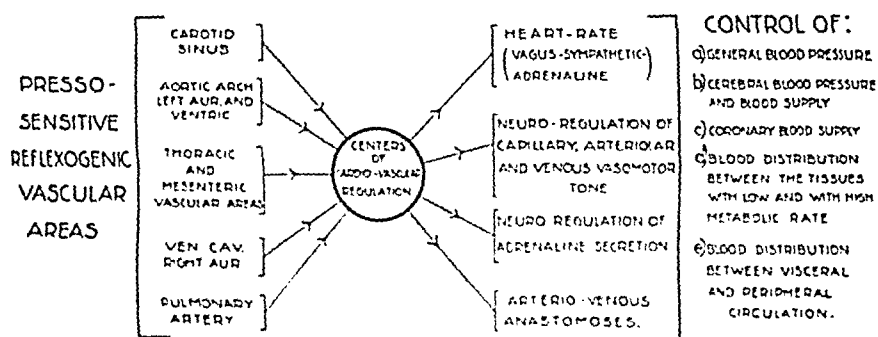 PRESSO-
SENSITIVE
REFLEXOGENIC
VASCULAR
AREAS
CAROTID
SINUS
AORTIC ARCH
LEFT AUR. AND
VENTRIC.
THORACIC
AND
MESENTERIC
VASCULAR AREAS
VEN. CAV.
RIGHT AUR
PULMONARY
ARTERY
CENTERS
OF
CARDIO-VASCULAR
REGULATION
HEART-RATE
(VAGUS-SYMPATHETIC-
ADRENALINE)
NEURO-REGULATION OF
CAPILLARY, ARTERIOLAR
AND VENOUS VASOMOTOR
TONE
NEURO REGULATION OF
ADRENALINE SECRETION
ARTERIO-VENOUS
ANASTOMOSES.
CONTROL OF:
a) GENERAL BLOOD PRESSURE
b) CEREBRAL BLOOD PRESSURE
AND BLOOD SUPPLY
c) CORONARY BLOOD SUPPLY
d) BLOOD DISTRIBUTION
BETWEEN THE TISSUES
WITH LOW AND WITH HIGH
METABOLIC RATE
e) BLOOD DISTRIBUTION
BETWEEN VISCERAL
AND PERIPHERAL
CIRCULATION.